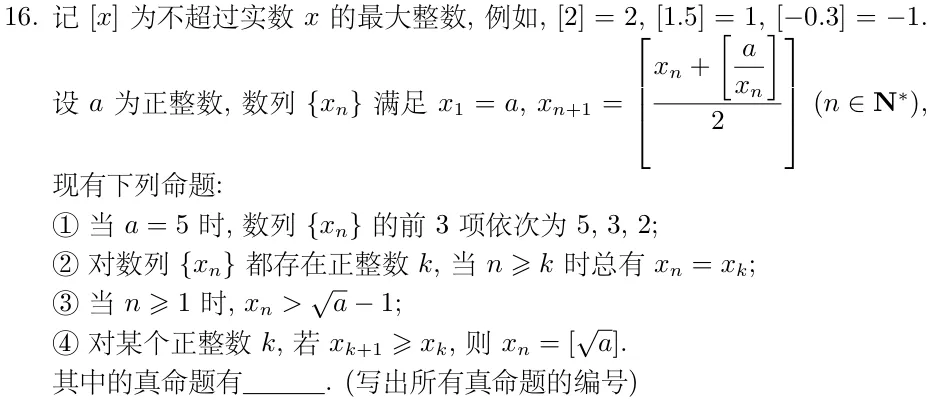 16. 记 [x] 为不超过实数 x 的最大整数, 例如, [2] = 2, [1.5] = 1, [−0.3] = −1.
设 a 为正整数, 数列 {xₙ} 满足 x₁ = a, xₙ₊₁ = [(xₙ + [a/xₙ])/2] (n ∈ N*),
现有下列命题:
① 当 a = 5 时, 数列 {xₙ} 的前 3 项依次为 5, 3, 2;
② 对数列 {xₙ} 都存在正整数 k, 当 n ⩾ k 时总有 xₙ = xₖ;
③ 当 n ⩾ 1 时, xₙ > √a − 1;
④ 对某个正整数 k, 若 xₖ₊₁ ⩾ xₖ, 则 xₙ = [√a].
其中的真命题有______. (写出所有真命题的编号)